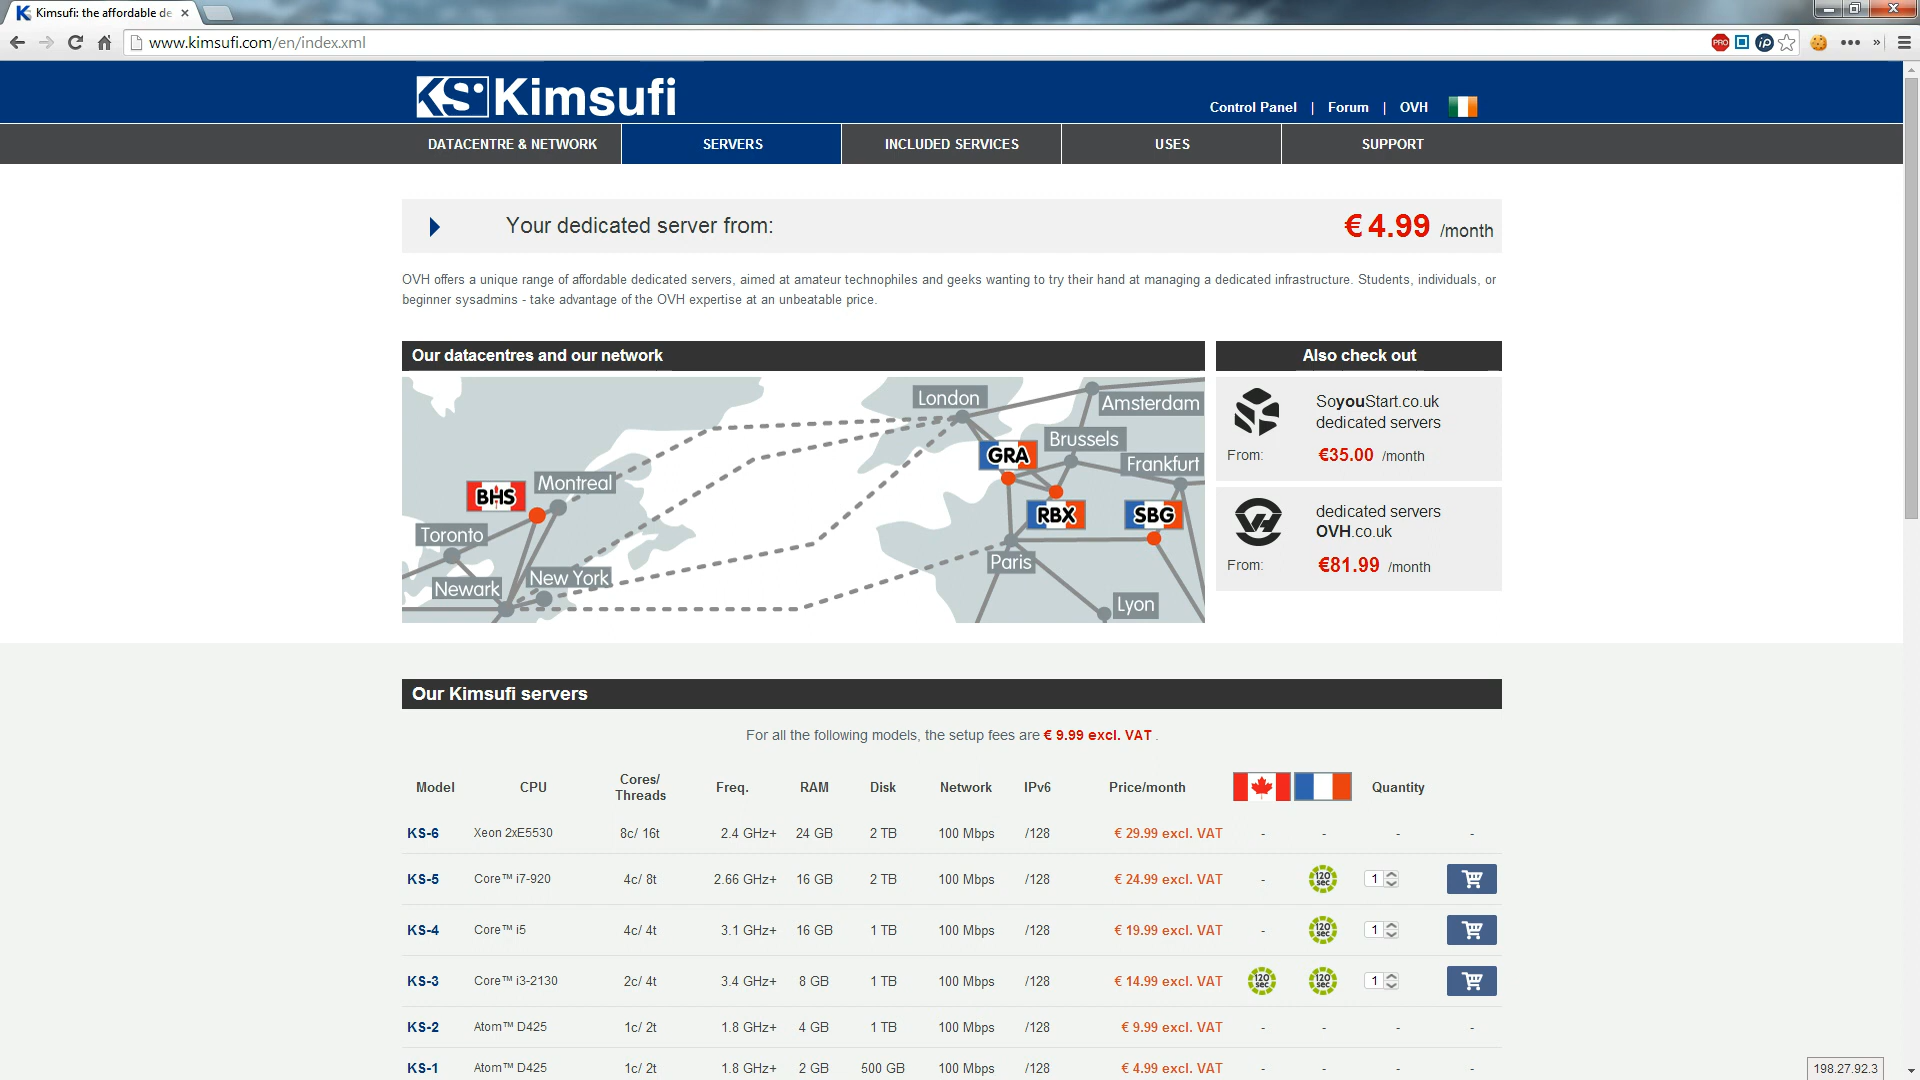 Kimsufi: the affordable de
www.kimsufi.com/en/index.xml
KS Kimsufi
Control Panel | Forum | OVH
DATACENTRE & NETWORK SERVERS INCLUDED SERVICES USES SUPPORT
Your dedicated server from: € 4.99 /month
OVH offers a unique range of affordable dedicated servers, aimed at amateur technophiles and geeks wanting to try their hand at managing a dedicated infrastructure. Students, individuals, or
beginner sysadmins - take advantage of the OVH expertise at an unbeatable price.
Our datacentres and our network
London
Amsterdam
Brussels
GRA
Frankfurt
Montreal
BHS
RBX
SBG
Toronto
Paris
New York
Newark
Lyon
Also check out
SoyouStart.co.uk
dedicated servers
From: €35.00 /month
dedicated servers
OVH.co.uk
From: €81.99 /month
Our Kimsufi servers
For all the following models, the setup fees are € 9.99 excl. VAT .
Model CPU Cores/ Threads Freq. RAM Disk Network IPv6 Price/month Quantity
KS-6 Xeon 2xE5530 8c/ 16t 2.4 GHz+ 24 GB 2 TB 100 Mbps /128 € 29.99 excl. VAT - - - -
KS-5 Core™ i7-920 4c/ 8t 2.66 GHz+ 16 GB 2 TB 100 Mbps /128 € 24.99 excl. VAT - 120 sec 1
KS-4 Core™ i5 4c/ 4t 3.1 GHz+ 16 GB 1 TB 100 Mbps /128 € 19.99 excl. VAT - 120 sec 1
KS-3 Core™ i3-2130 2c/ 4t 3.4 GHz+ 8 GB 1 TB 100 Mbps /128 € 14.99 excl. VAT 120 sec 120 sec 1
KS-2 Atom™ D425 1c/ 2t 1.8 GHz+ 4 GB 1 TB 100 Mbps /128 € 9.99 excl. VAT - - - -
KS-1 Atom™ D425 1c/ 2t 1.8 GHz+ 2 GB 500 GB 100 Mbps /128 € 4.99 excl. VAT - - - -
198.27.92.3